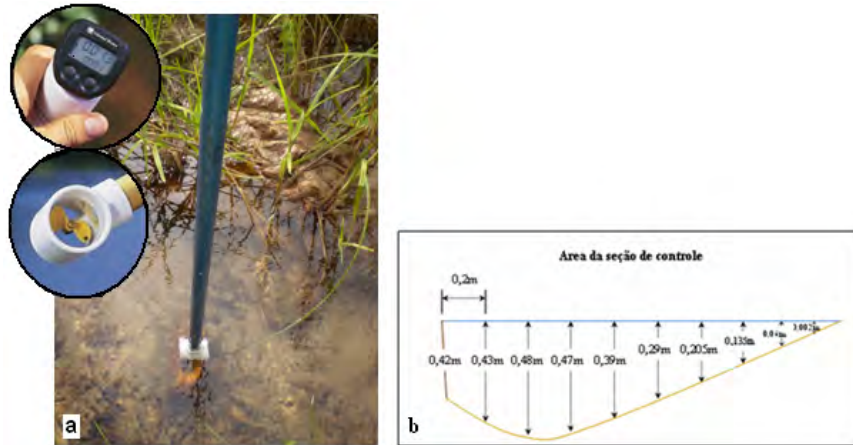 a
Area da seção de controle
0,2m
0,42m
0,43m
0,48m
0,47m
0,39m
0,29m
0,205m
0,135m
b